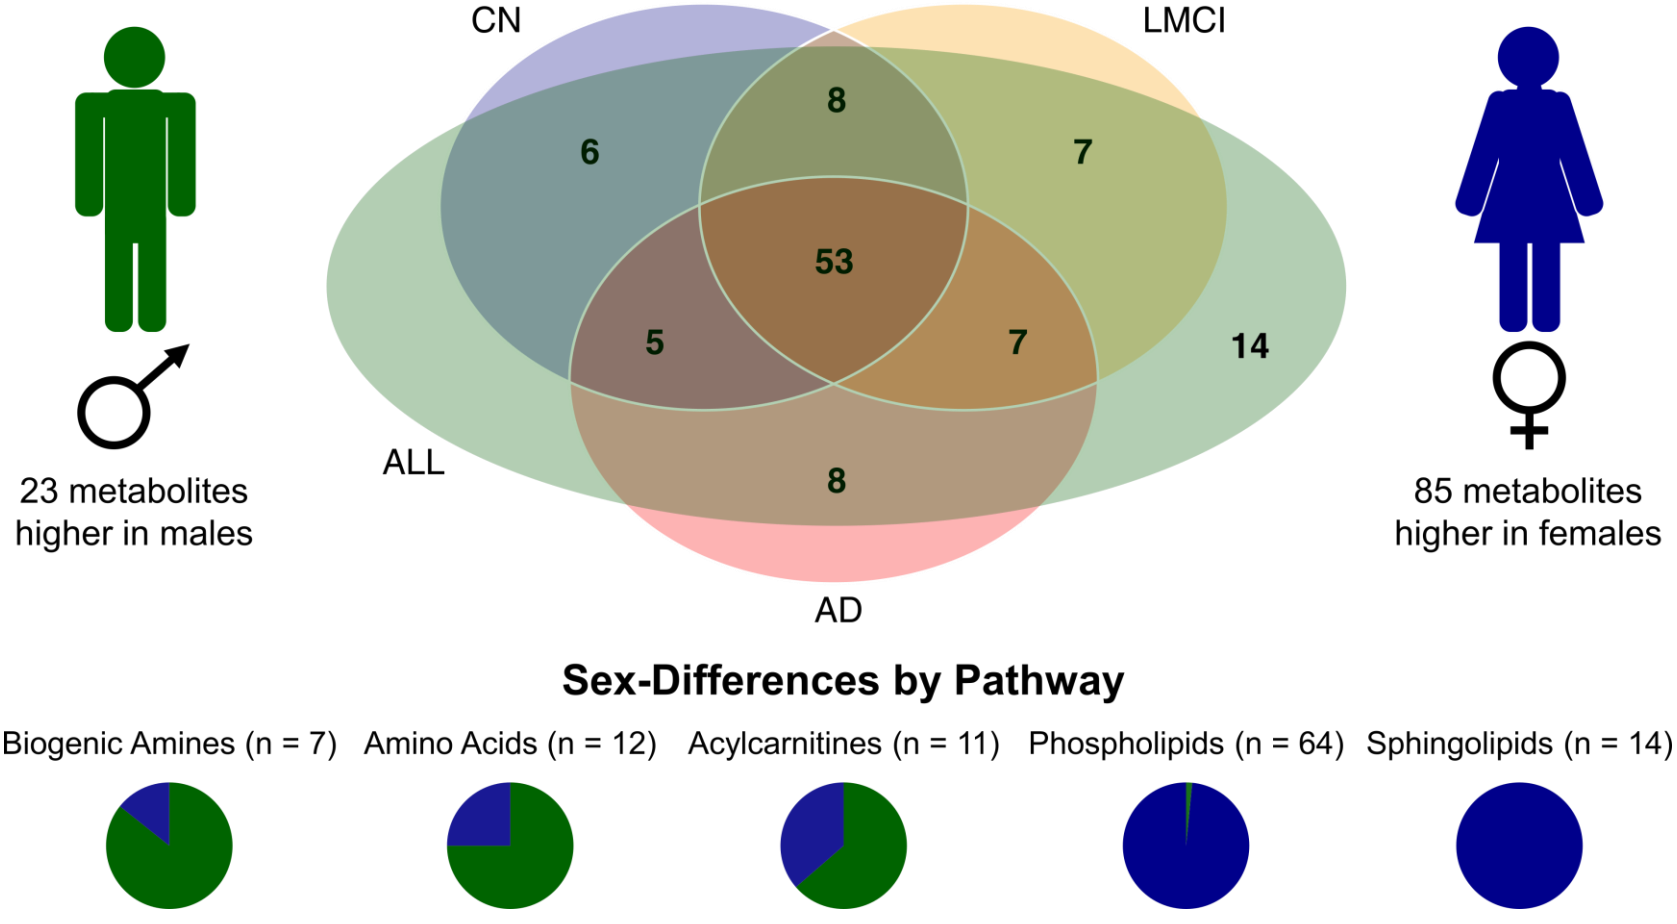 CN
LMCI
8
6
7
53
5
7
14
ALL
8
23 metabolites
higher in males
85 metabolites
higher in females
AD
Sex-Differences by Pathway
Biogenic Amines (n = 7)
Amino Acids (n = 12)
Acylcarnitines (n = 11)
Phospholipids (n = 64)
Sphingolipids (n = 14)